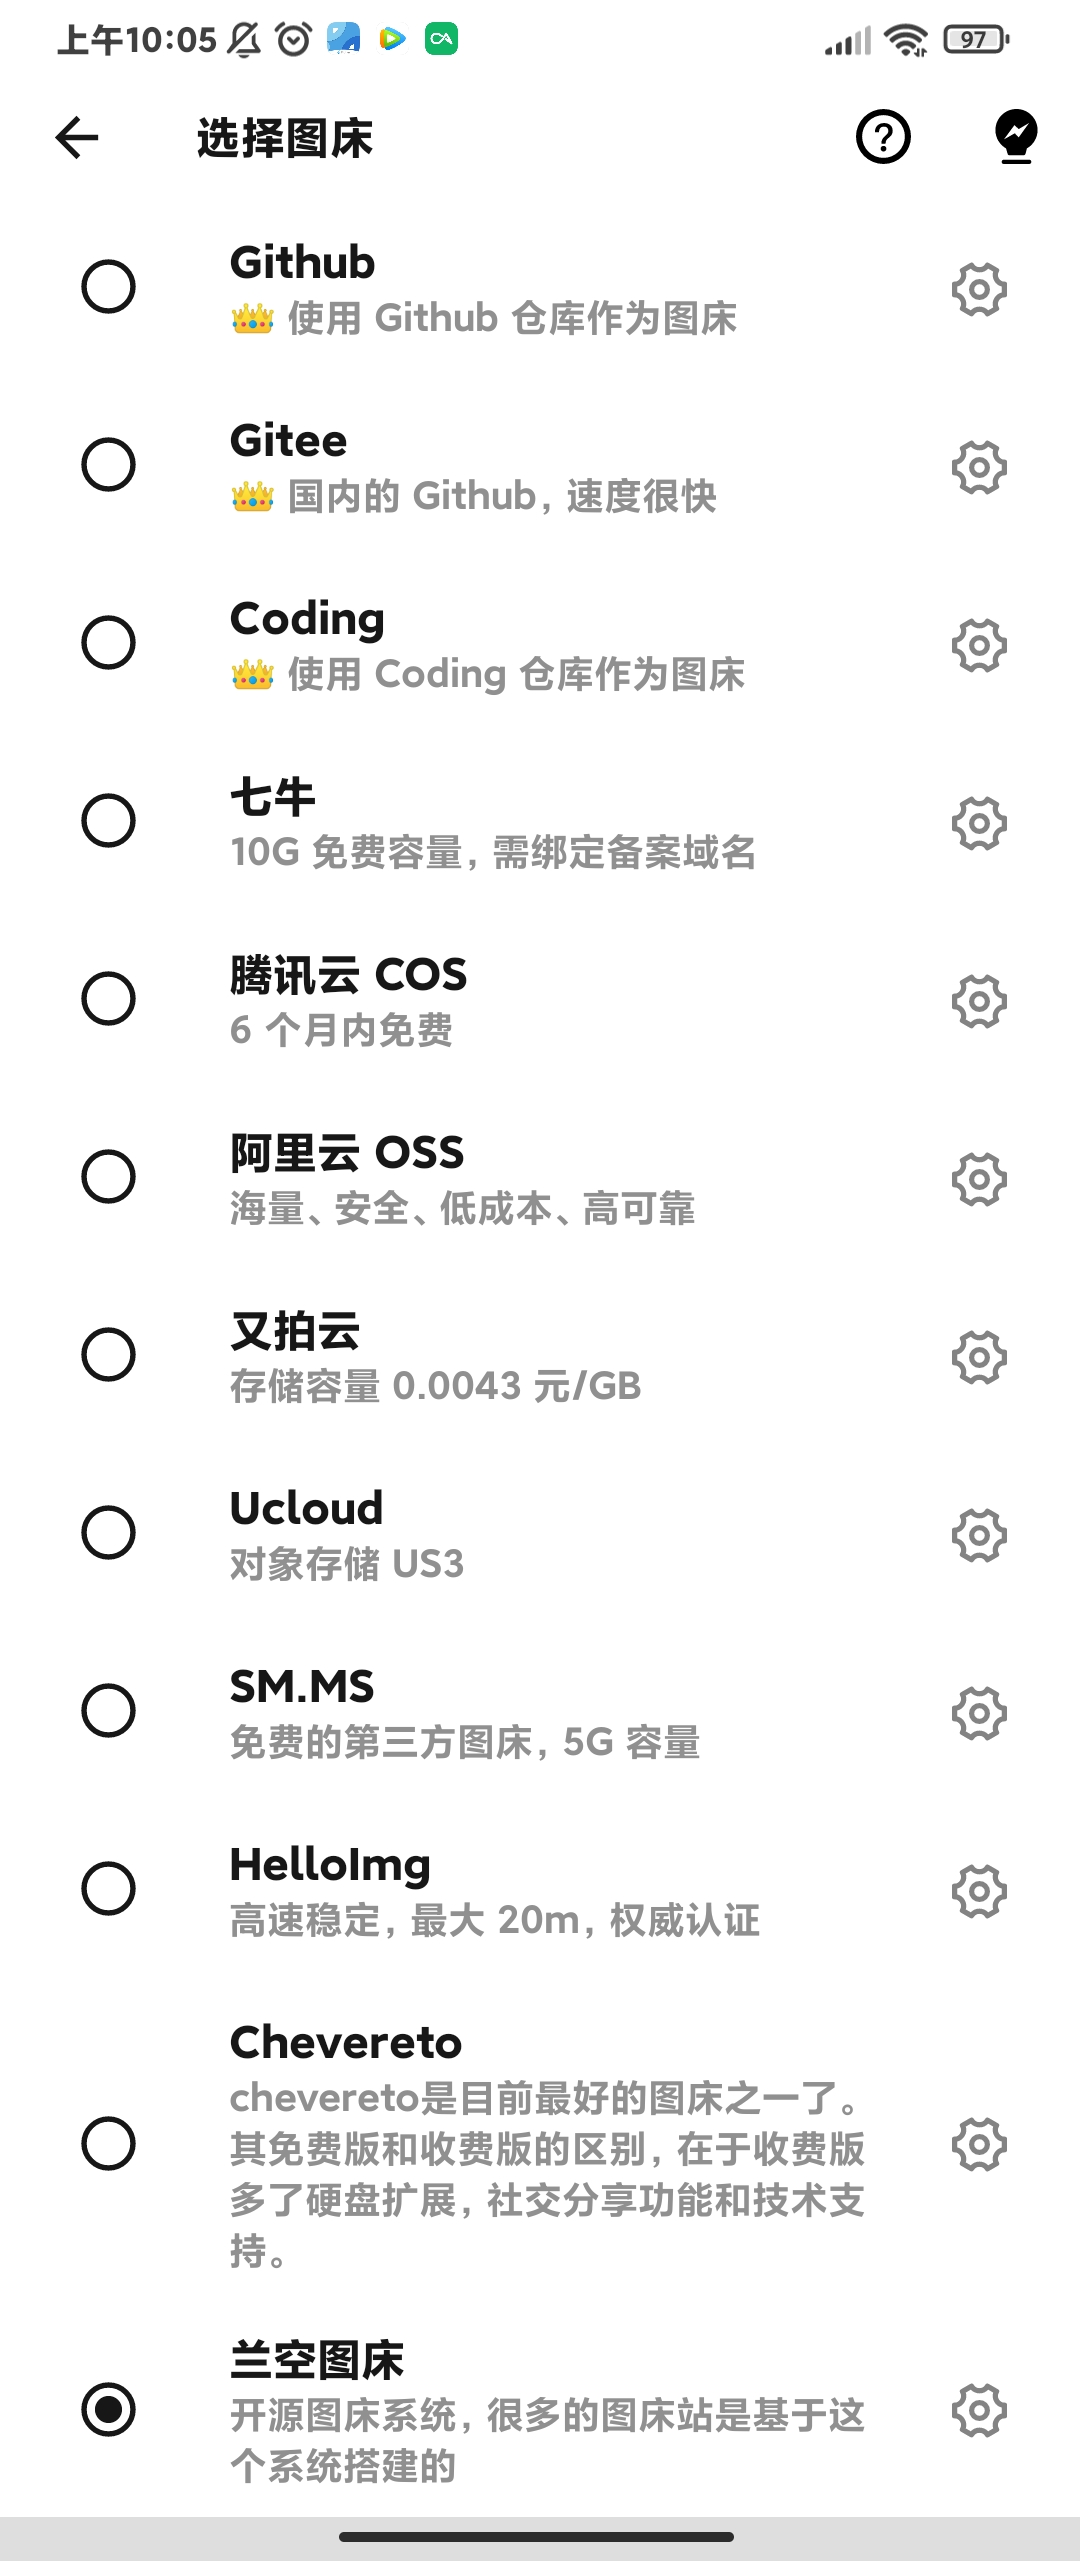 上午10:05
97
选择图床
Github
👑 使用 Github 仓库作为图床
Gitee
👑 国内的 Github，速度很快
Coding
👑 使用 Coding 仓库作为图床
七牛
10G 免费容量，需绑定备案域名
腾讯云 COS
6 个月内免费
阿里云 OSS
海量、安全、低成本、高可靠
又拍云
存储容量 0.0043 元/GB
Ucloud
对象存储 US3
SM.MS
免费的第三方图床，5G 容量
HelloImg
高速稳定，最大 20m，权威认证
Chevereto
chevereto是目前最好的图床之一了。
其免费版和收费版的区别，在于收费版
多了硬盘扩展，社交分享功能和技术支
持。
兰空图床
开源图床系统，很多的图床站是基于这
个系统搭建的